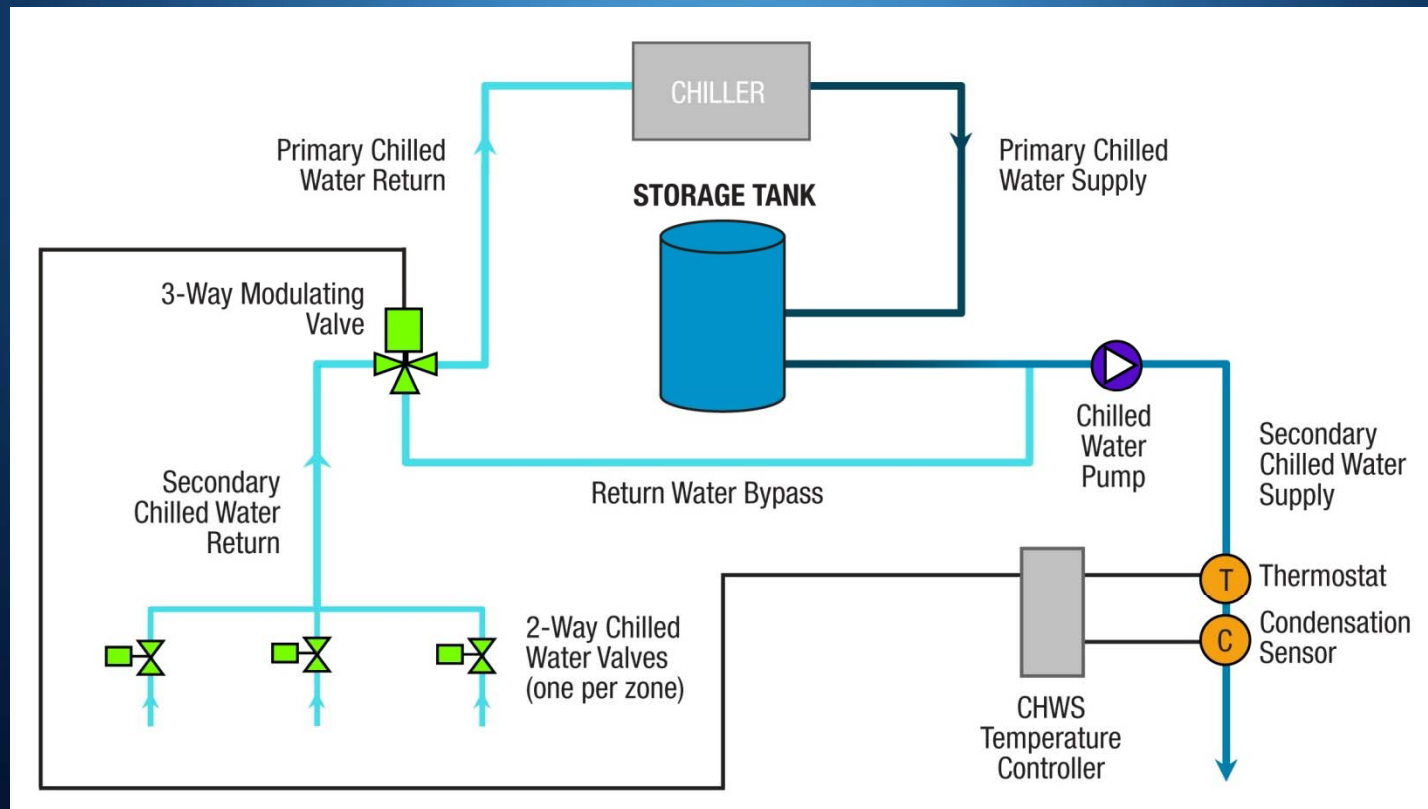 CHILLER
Primary Chilled
Water Return
Primary Chilled
Water Supply
STORAGE TANK
3-Way Modulating
Valve
Chilled
Water
Pump
Secondary
Chilled Water
Supply
Return Water Bypass
Secondary
Chilled Water
Return
T
Thermostat
C
Condensation
Sensor
2-Way Chilled
Water Valves
(one per zone)
CHWS
Temperature
Controller